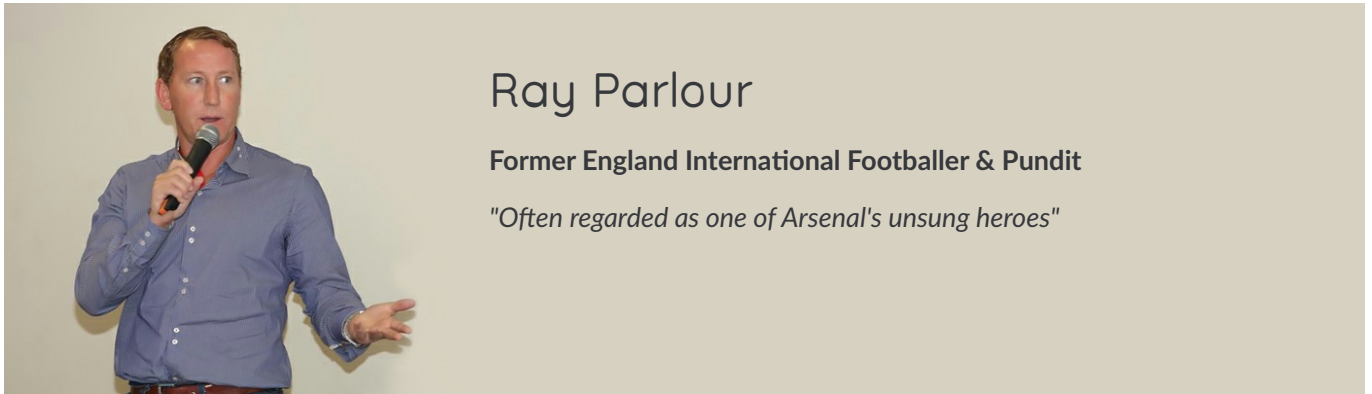 Ray Parlour
Former England International Footballer & Pundit
"Often regarded as one of Arsenal's unsung heroes"